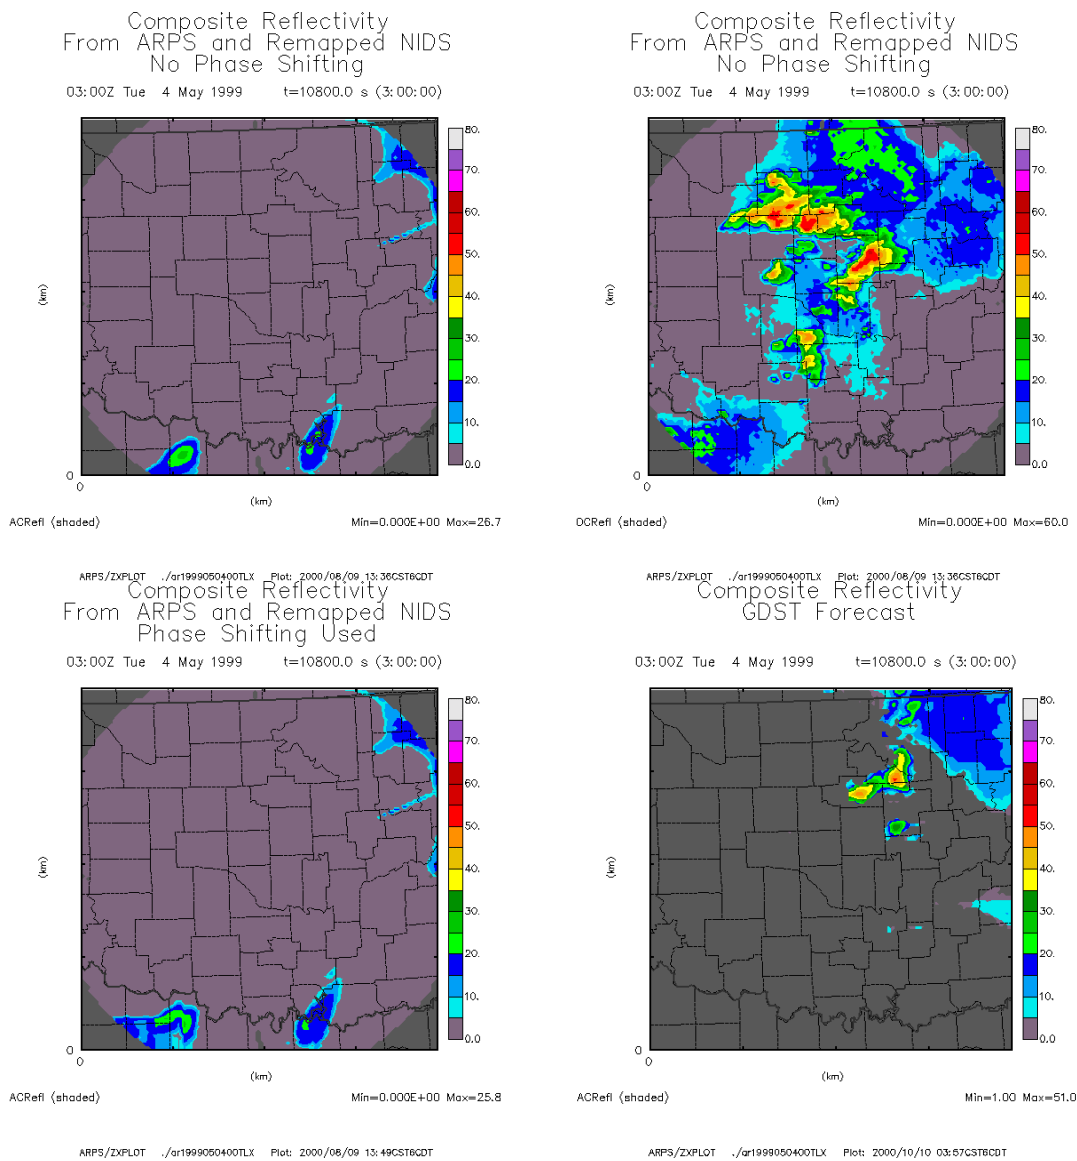 Composite Reflectivity
From ARPS and Remapped NIDS
No Phase Shifting
03:00Z Tue 4 May 1999 t=10800.0 s (3:00:00)
80.
70.
60.
50.
40.
30.
20.
10.
0.0
(km)
0
0
(km)
ACRefl (shaded) Min=0.000E+00 Max=26.7
ARPS/ZXPLOT ./ar1999050400TLX Plot: 2000/08/09 13:36CST6CDT
Composite Reflectivity
From ARPS and Remapped NIDS
No Phase Shifting
03:00Z Tue 4 May 1999 t=10800.0 s (3:00:00)
80.
70.
60.
50.
40.
30.
20.
10.
0.0
(km)
0
0
(km)
OCRefl (shaded) Min=0.000E+00 Max=60.0
ARPS/ZXPLOT ./ar1999050400TLX Plot: 2000/08/09 13:36CST6CDT
Composite Reflectivity
From ARPS and Remapped NIDS
Phase Shifting Used
03:00Z Tue 4 May 1999 t=10800.0 s (3:00:00)
80.
70.
60.
50.
40.
30.
20.
10.
0.0
(km)
0
0
(km)
ACRefl (shaded) Min=0.000E+00 Max=25.8
ARPS/ZXPLOT ./ar1999050400TLX Plot: 2000/08/09 13:49CST6CDT
Composite Reflectivity
GDST Forecast
03:00Z Tue 4 May 1999 t=10800.0 s (3:00:00)
80.
70.
60.
50.
40.
30.
20.
10.
0.0
(km)
0
0
(km)
ACRefl (shaded) Min=1.00 Max=51.0
ARPS/ZXPLOT ./ar1999050400TLX Plot: 2000/10/10 03:57CST6CDT